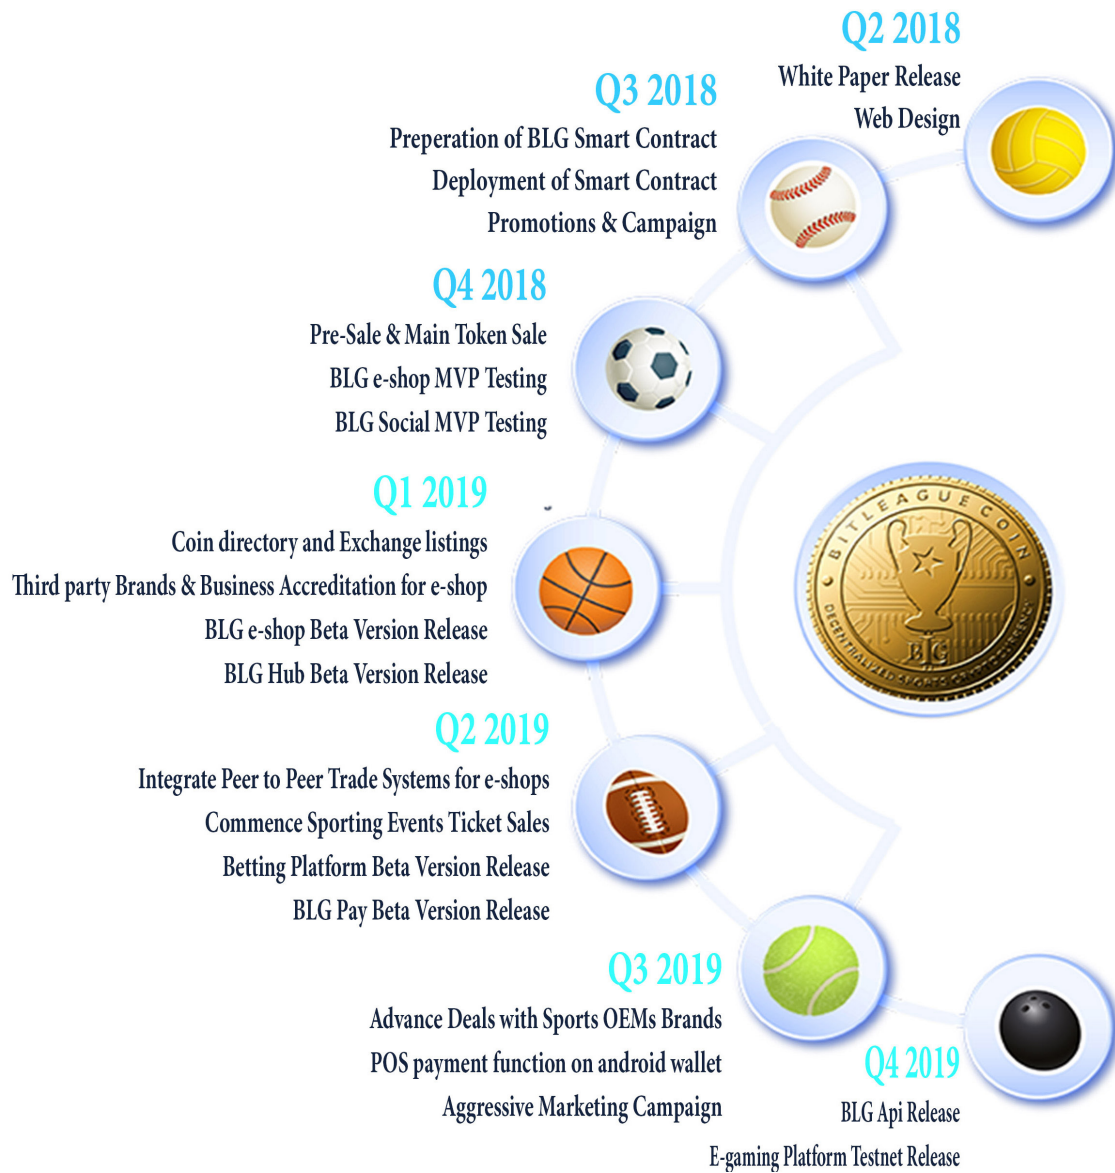 Q2 2018
White Paper Release
Web Design
Q3 2018
Preperation of BLG Smart Contract
Deployment of Smart Contract
Promotions & Campaign
Q4 2018
Pre-Sale & Main Token Sale
BLG e-shop MVP Testing
BLG Social MVP Testing
Q1 2019
Coin directory and Exchange listings
Third party Brands & Business Accreditation for e-shop
BLG e-shop Beta Version Release
BLG Hub Beta Version Release
BITLEAGUECOIN
BLG
DECENTRALIZED SPORTS CRYPTOCURRENCY
Q2 2019
Integrate Peer to Peer Trade Systems for e-shops
Commence Sporting Events Ticket Sales
Betting Platform Beta Version Release
BLG Pay Beta Version Release
Q3 2019
Advance Deals with Sports OEMs Brands
POS payment function on android wallet
Aggressive Marketing Campaign
Q4 2019
BLG Api Release
E-gaming Platform Testnet Release